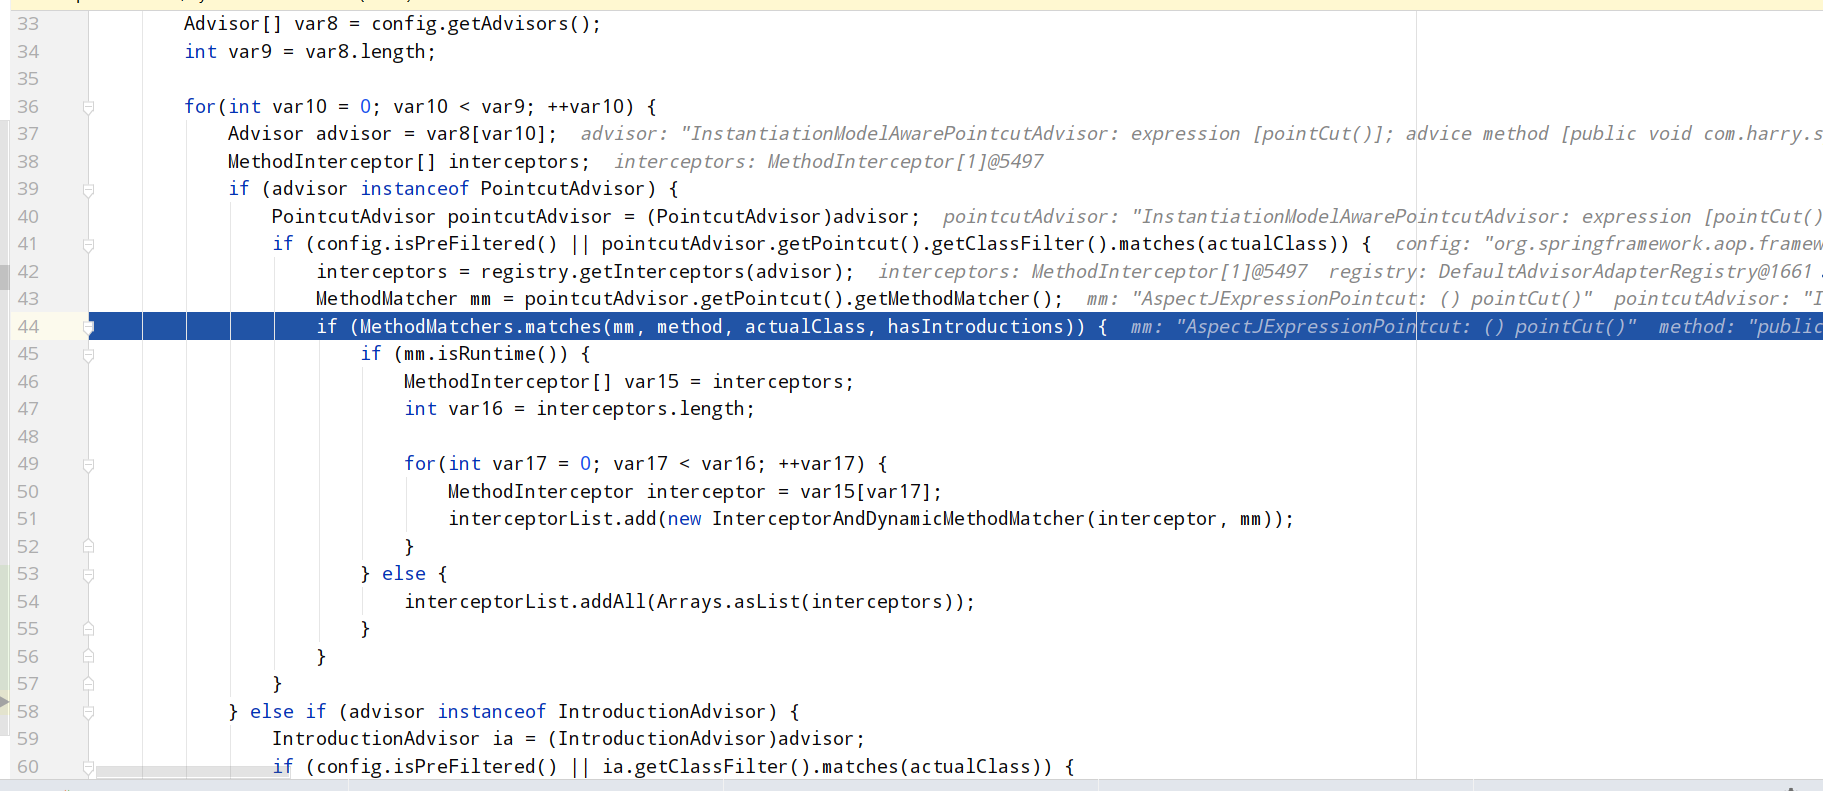 33 Advisor[] var8 = config.getAdvisors();
34 int var9 = var8.length;
35
36 for(int var10 = 0; var10 < var9; ++var10) {
37 Advisor advisor = var8[var10]; advisor: "InstantiationModelAwarePointcutAdvisor: expression [pointCut()]; advice method [public void com.harry.s
38 MethodInterceptor[] interceptors; interceptors: MethodInterceptor[1]@5497
39 if (advisor instanceof PointcutAdvisor) {
40 PointcutAdvisor pointcutAdvisor = (PointcutAdvisor)advisor; pointcutAdvisor: "InstantiationModelAwarePointcutAdvisor: expression [pointCut()
41 if (config.isPreFiltered() || pointcutAdvisor.getPointcut().getClassFilter().matches(actualClass)) { config: "org.springframework.aop.framew
42 interceptors = registry.getInterceptors(advisor); interceptors: MethodInterceptor[1]@5497 registry: DefaultAdvisorAdapterRegistry@1661
43 MethodMatcher mm = pointcutAdvisor.getPointcut().getMethodMatcher(); mm: "AspectJExpressionPointcut: () pointCut()" pointcutAdvisor: "I
44 if (MethodMatchers.matches(mm, method, actualClass, hasIntroductions)) { mm: "AspectJExpressionPointcut: () pointCut()" method: "public
45 if (mm.isRuntime()) {
46 MethodInterceptor[] var15 = interceptors;
47 int var16 = interceptors.length;
48
49 for(int var17 = 0; var17 < var16; ++var17) {
50 MethodInterceptor interceptor = var15[var17];
51 interceptorList.add(new InterceptorAndDynamicMethodMatcher(interceptor, mm));
52 }
53 } else {
54 interceptorList.addAll(Arrays.asList(interceptors));
55 }
56 }
57 }
58 } else if (advisor instanceof IntroductionAdvisor) {
59 IntroductionAdvisor ia = (IntroductionAdvisor)advisor;
60 if (config.isPreFiltered() || ia.getClassFilter().matches(actualClass)) {